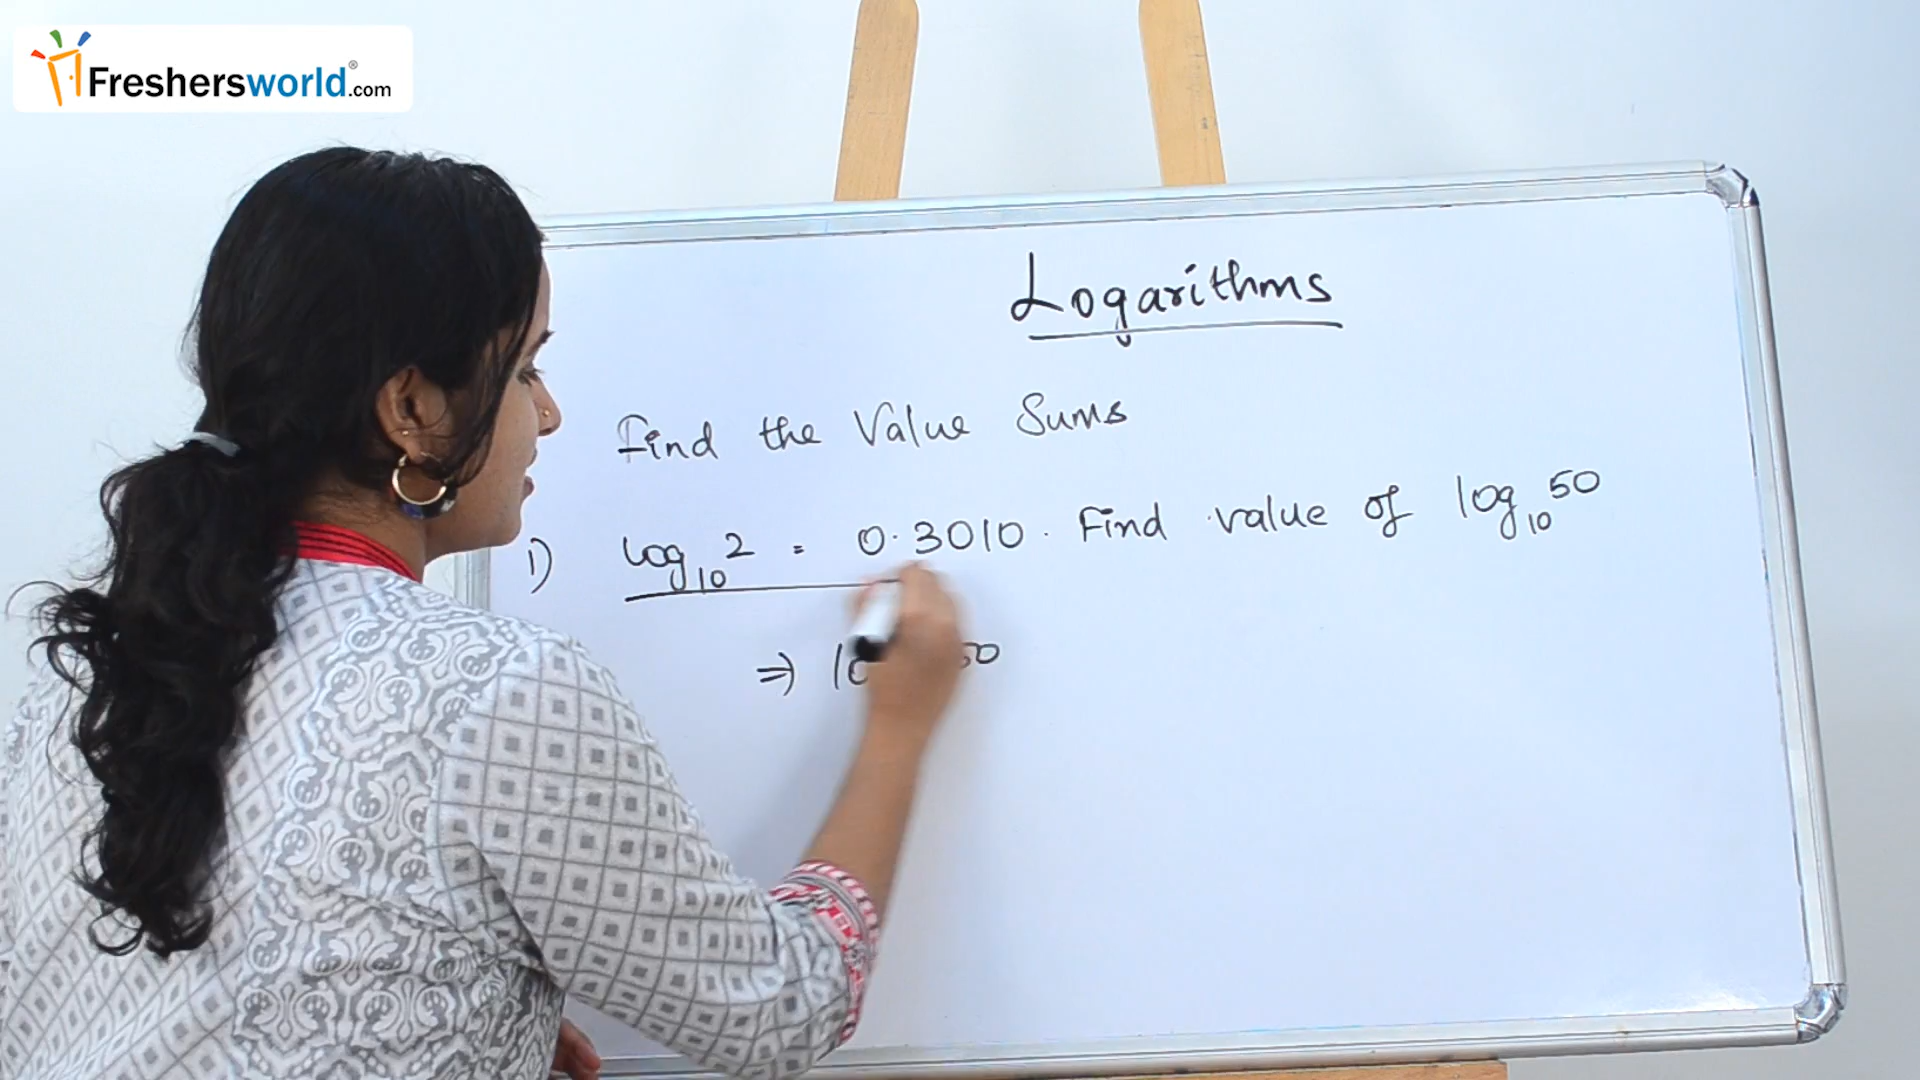 Freshersworld.com
Logarithms
Find the Value Sums
1) log₁₀2 = 0.3010. Find value of log₁₀50
⇒